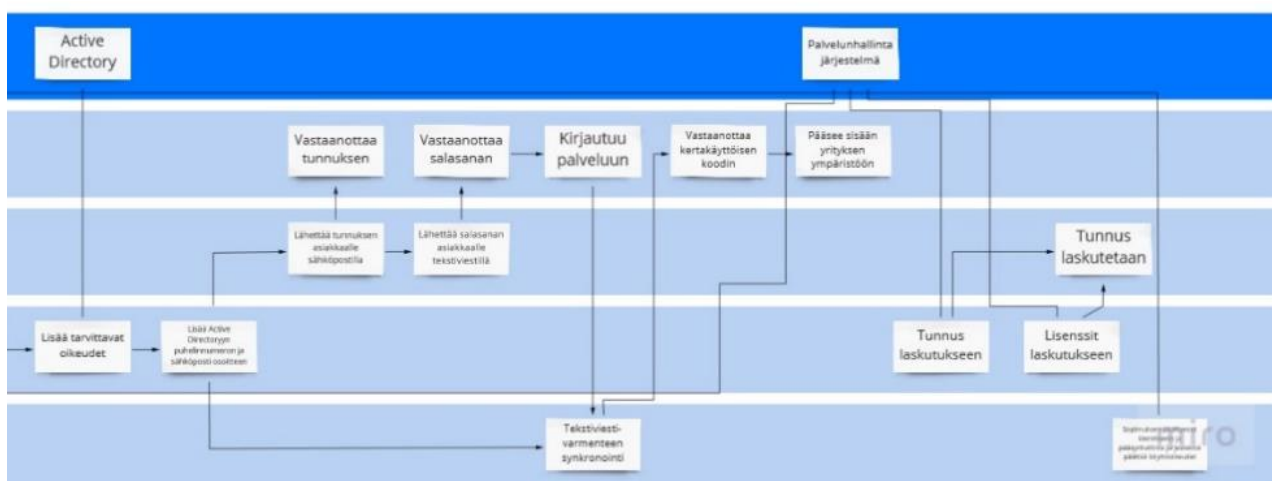 Active
Directory
Palvelunhallinta
järjestelmä
Vastaanottaa
tunnuksen
Vastaanottaa
salasanan
Kirjautuu
palveluun
Vastaanottaa
kertakäyttöisen
koodin
Pääsee sisään
yrityksen
ympäristöön
Lähettää tunnuksen
asiakkaalle
sähköpostilla
Lähettää salasanan
asiakkaalle
tekstiviestillä
Tunnus
laskutetaan
Lisää tarvittavat
oikeudet
Lisää Active
Directoryyn
puhelinnumeron ja
sähköposti osoitteen
Tunnus
laskutukseen
Lisenssit
laskutukseen
Tekstiviesti-
varmenteen
synkronointi
miro